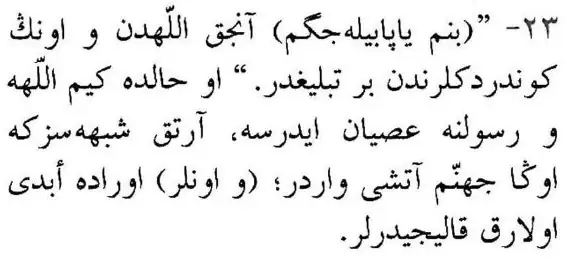 ٢٣- ”(بنم ياپابيله‌جگم) آنجق اللّٰهدن و اونڭ
كوندردكلرندن بر تبليغدر.“ او حالده كيم اللّٰهه
و رسولنه عصيان ايدرسه، آرتق شبهه‌سزكه
اوڭا جهنّم آتشى واردر؛ (و اونلر) اوراده أبدى
اولارق قاليجيدرلر.